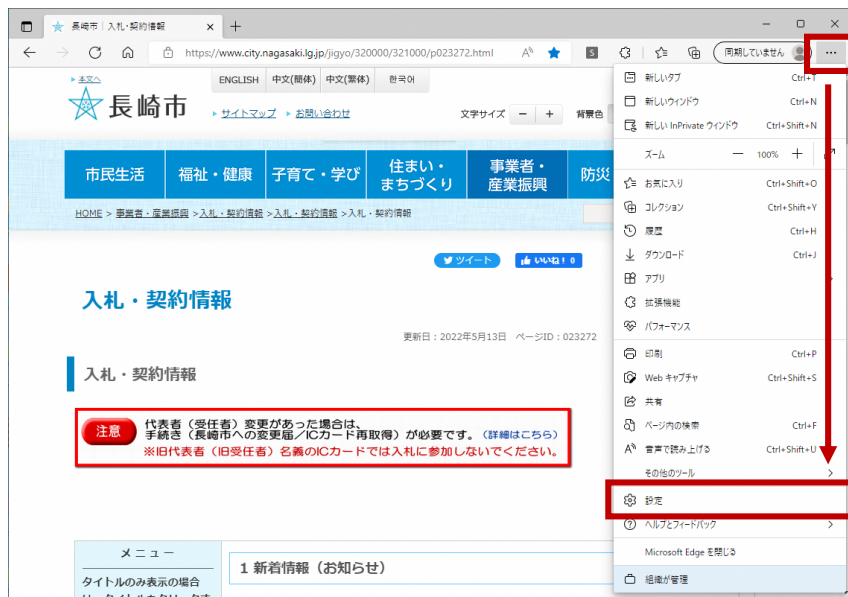 長崎市 | 入札・契約情報
https://www.city.nagasaki.lg.jp/jigyo/320000/321000/p023272.html
同期していません
本文へ
ENGLISH 中文(簡体) 中文(繁体) 한국어
長崎市
サイトマップ お問い合わせ
文字サイズ − + 背景色
市民生活 福祉・健康 子育て・学び 住まい・まちづくり 事業者・産業振興 防災
HOME > 事業者・産業振興 >入札・契約情報 >入札・契約情報 >入札・契約情報
ツイート いいね! 0
入札・契約情報
更新日:2022年5月13日 ページID:023272
入札・契約情報
注意
代表者(受任者)変更があった場合は、
手続き(長崎市への変更届/ICカード再取得)が必要です。(詳細はこちら)
※旧代表者(旧受任者)名義のICカードでは入札に参加しないでください。
メニュー
タイトルのみ表示の場合
1 新着情報(お知らせ)
新しいタブ Ctrl+T
新しいウィンドウ Ctrl+N
新しい InPrivate ウィンドウ Ctrl+Shift+N
ズーム — 100% +
お気に入り Ctrl+Shift+O
コレクション Ctrl+Shift+Y
履歴 Ctrl+H
ダウンロード Ctrl+J
アプリ
拡張機能
パフォーマンス
印刷 Ctrl+P
Web キャプチャ Ctrl+Shift+S
共有
ページ内の検索 Ctrl+F
音声で読み上げる Ctrl+Shift+U
その他のツール
設定
ヘルプとフィードバック
Microsoft Edge を閉じる
組織が管理